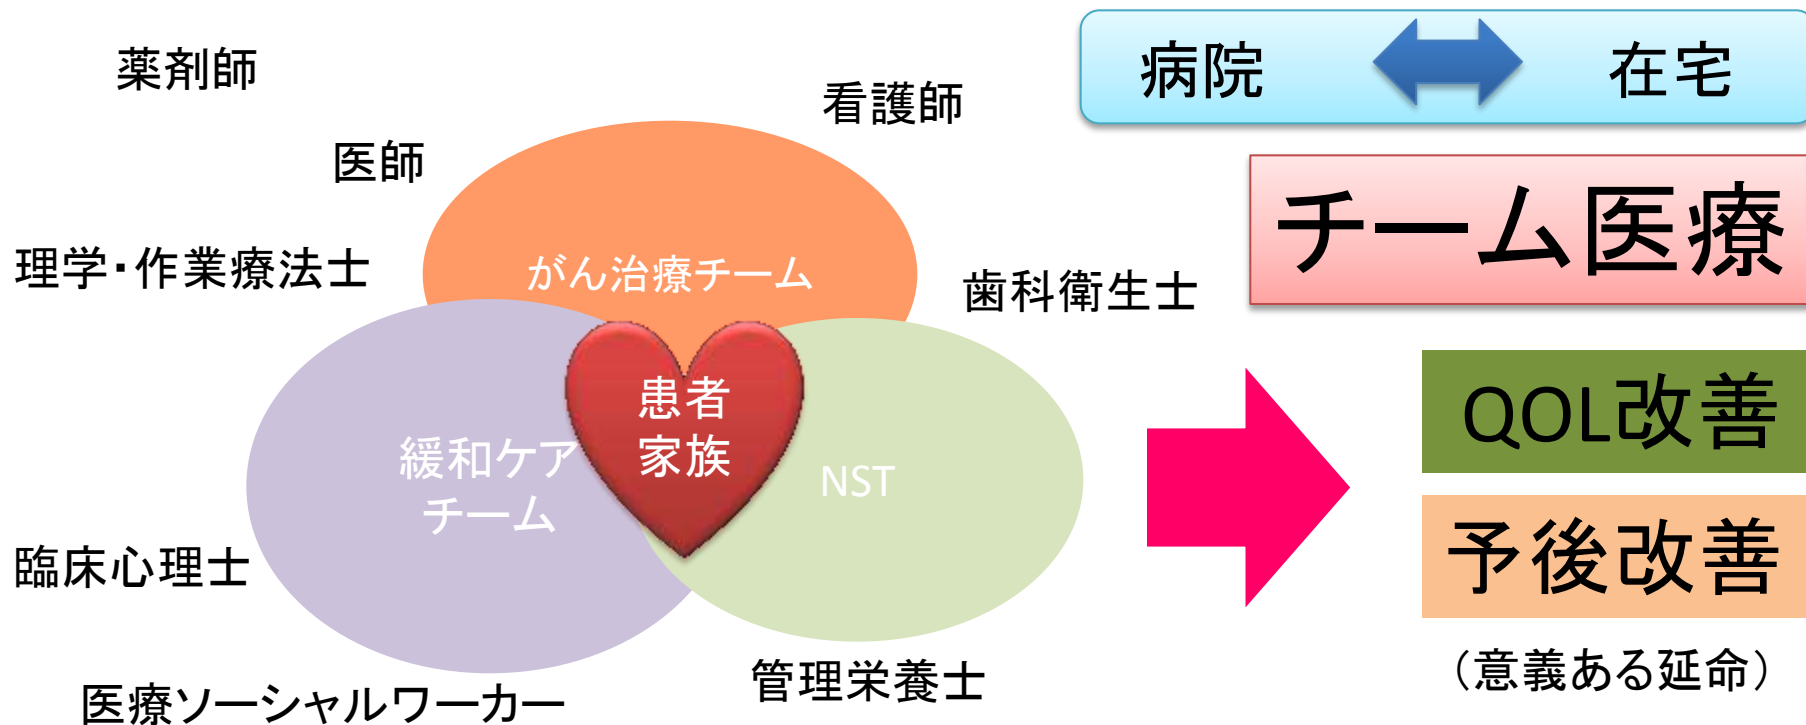 薬剤師
看護師
医師
理学・作業療法士
歯科衛生士
がん治療チーム
患者
家族
緩和ケア
チーム
NST
臨床心理士
医療ソーシャルワーカー
管理栄養士
病院
在宅
チーム医療
QOL改善
予後改善
（意義ある延命）